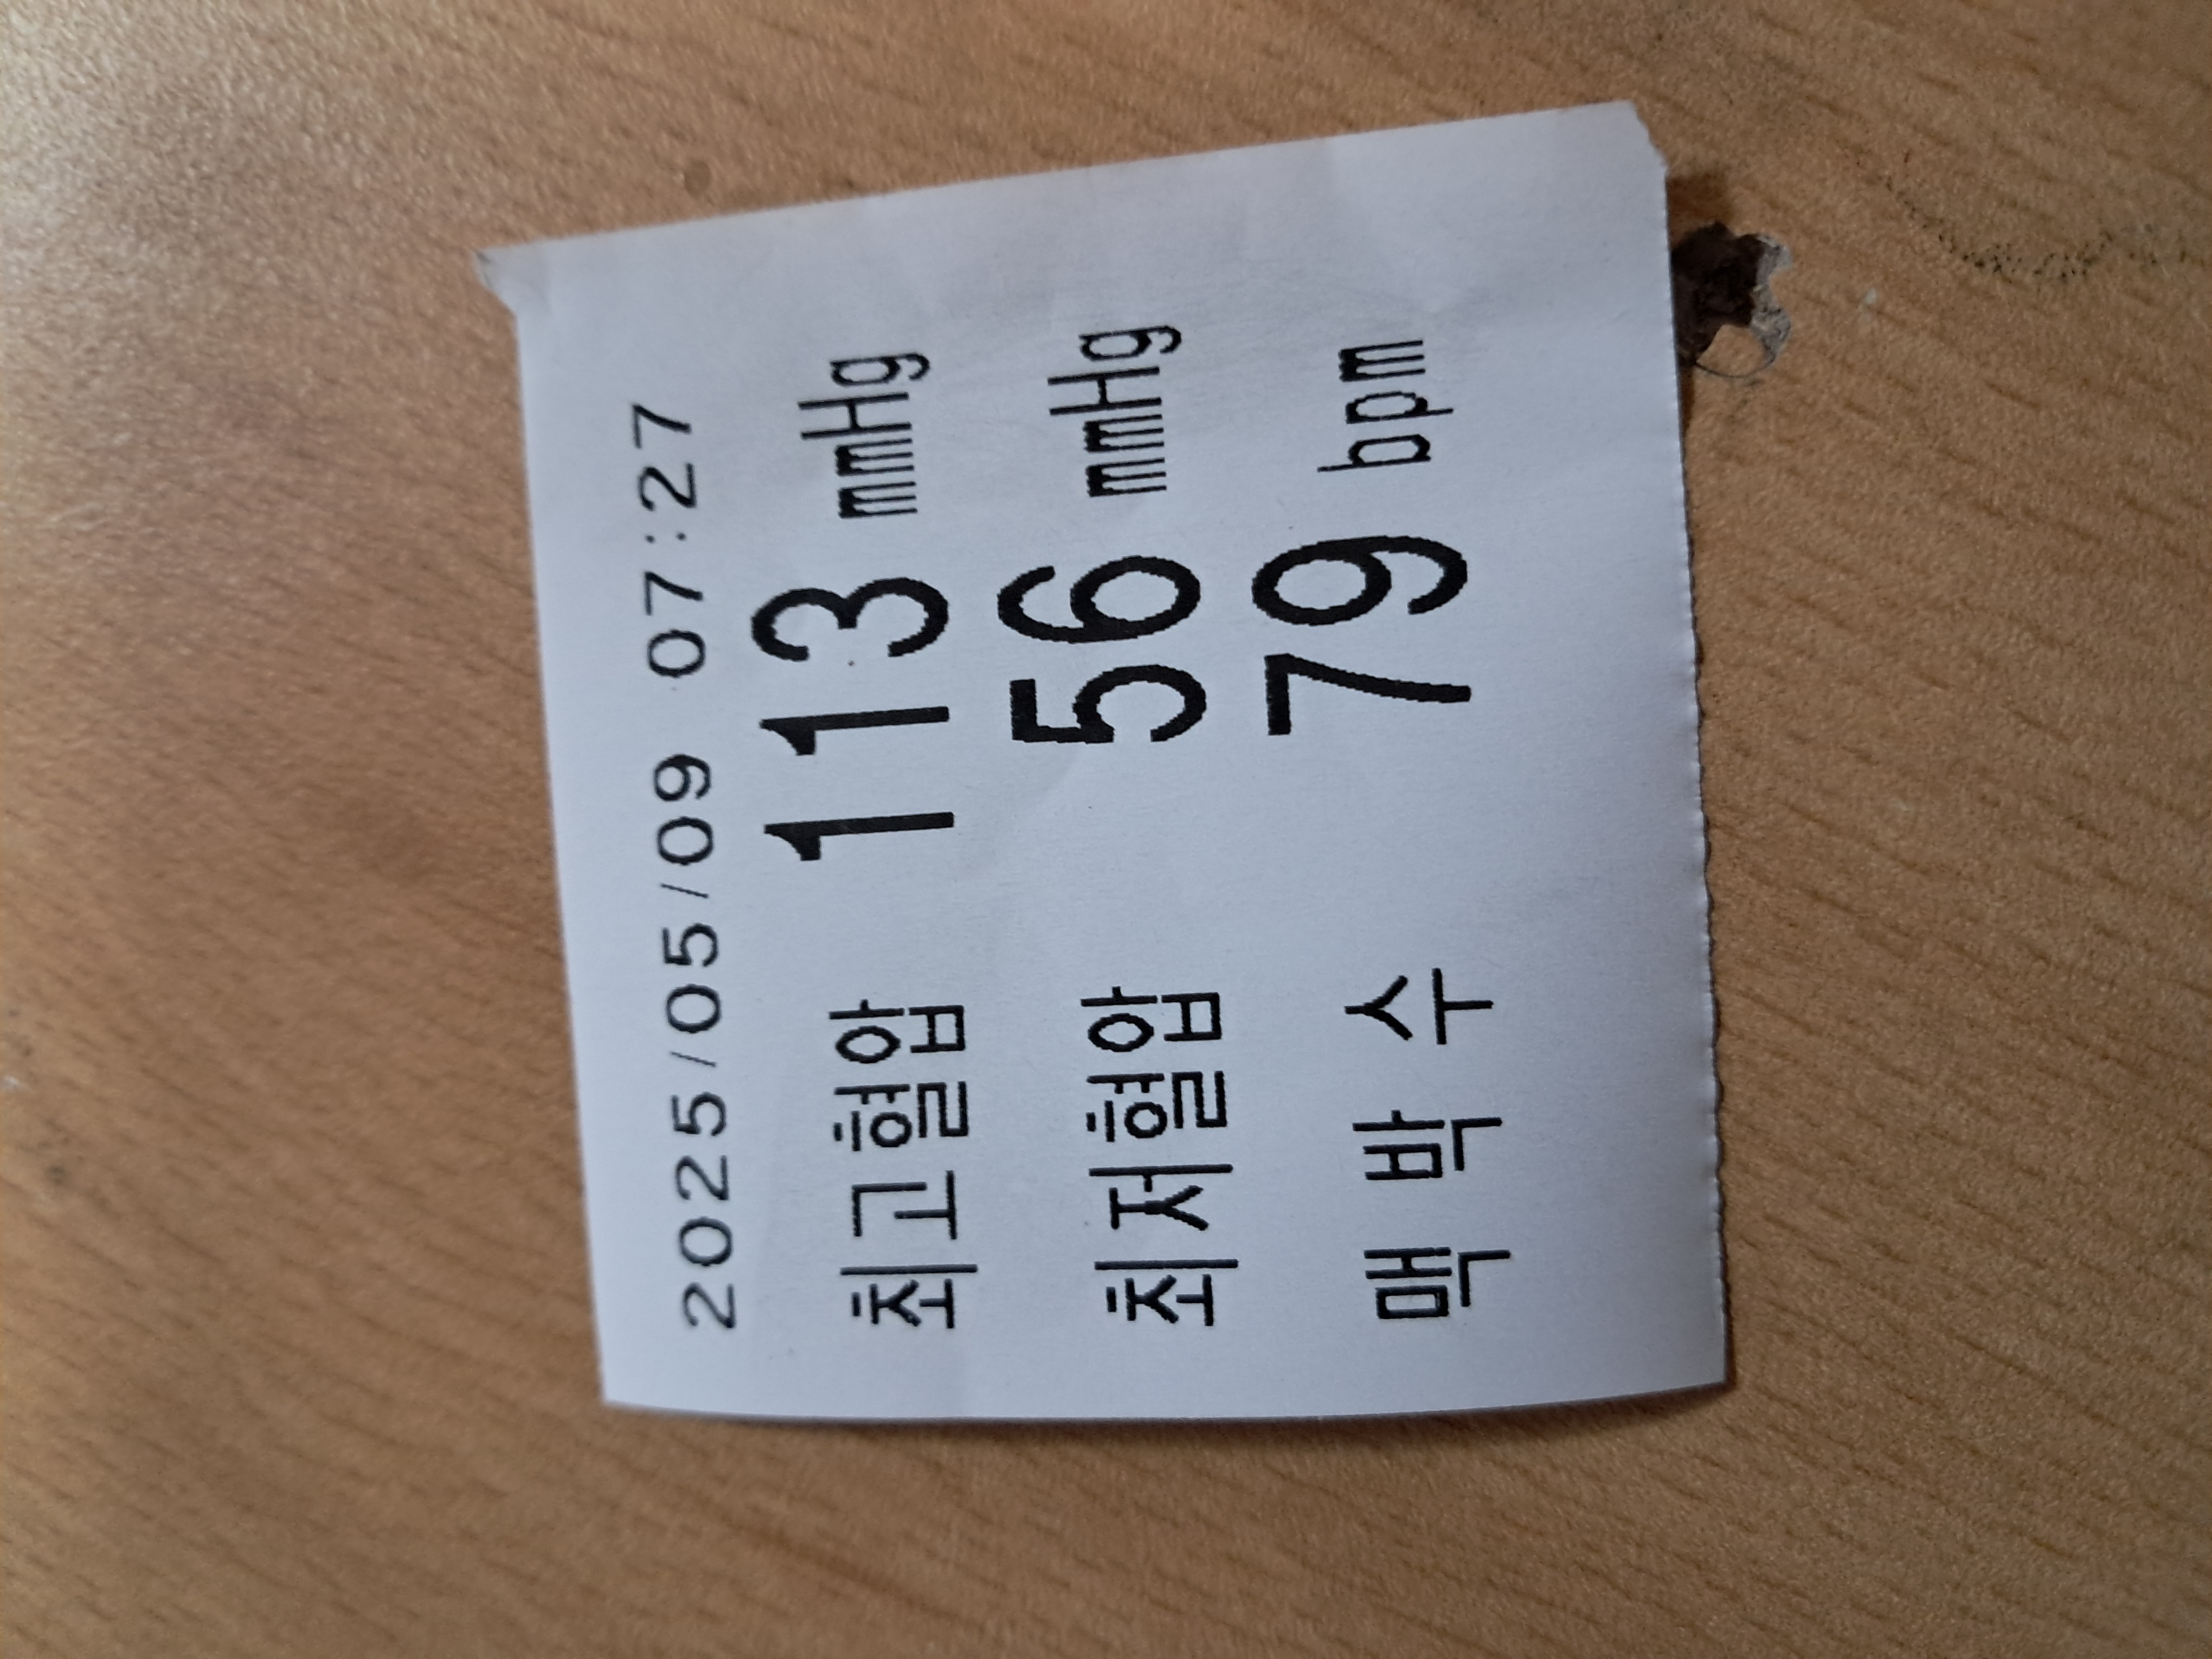 2025/05/09 07:27
최고혈압 113 mmHg
최저혈압 56 mmHg
맥 박 수 79 bpm